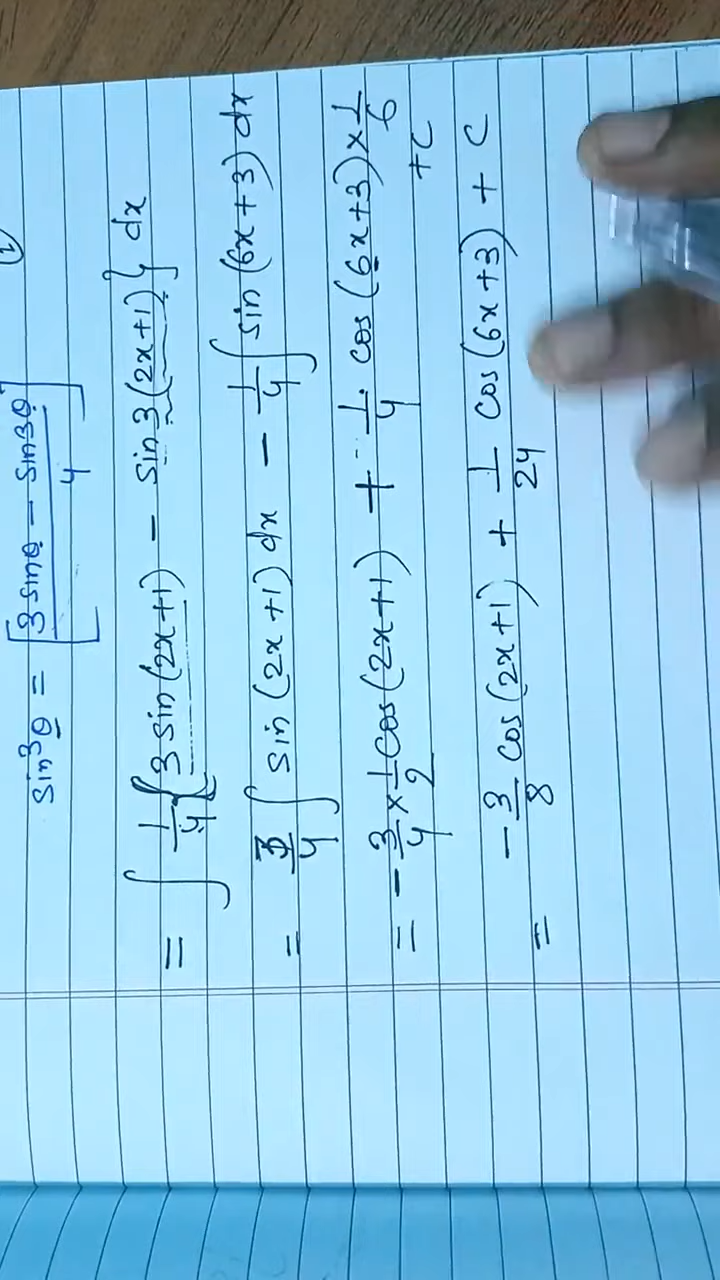 sin³θ = [3 sinθ - sin3θ / 4]
= ∫ 1/4 {3 sin(2x+1) - sin 3(2x+1)} dx
= 3/4 ∫ sin (2x+1) dx - 1/4 ∫ sin (6x+3) dx
= - 3/4 × 1/2 cos(2x+1) + 1/4 · cos (6x+3) × 1/6
+ c
= - 3/8 cos(2x+1) + 1/24 cos(6x+3) + c